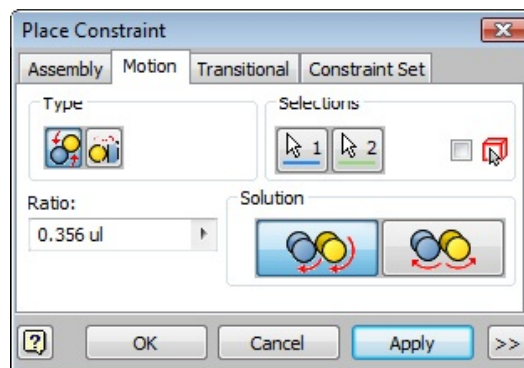 Place Constraint
Assembly Motion Transitional Constraint Set
Type
Selections
1 2
Ratio:
0.356 ul
Solution
? OK Cancel Apply >>